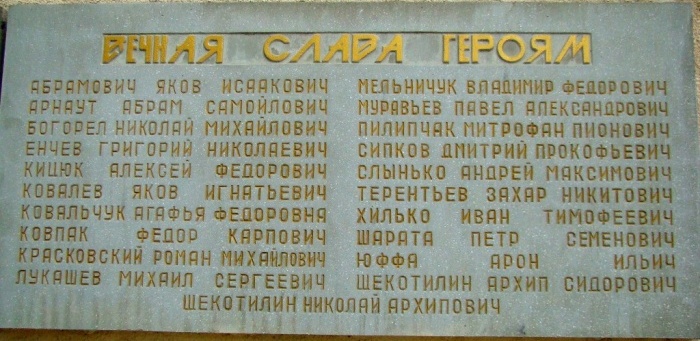 ВЕЧНАЯ СЛАВА ГЕРОЯМ
АБРАМОВИЧ ЯКОВ ИСААКОВИЧ
АРНАУТ АБРАМ САМОЙЛОВИЧ
БОГОРЕЛ НИКОЛАЙ МИХАЙЛОВИЧ
ЕНЧЕВ ГРИГОРИЙ НИКОЛАЕВИЧ
КИЦЮК АЛЕКСЕЙ ФЕДОРОВИЧ
КОВАЛЕВ ЯКОВ ИГНАТЬЕВИЧ
КОВАЛЬЧУК АГАФЬЯ ФЕДОРОВНА
КОВПАК ФЕДОР КАРПОВИЧ
КРАСКОВСКИЙ РОМАН МИХАЙЛОВИЧ
ЛУКАШЕВ МИХАИЛ СЕРГЕЕВИЧ
МЕЛЬНИЧУК ВЛАДИМИР ФЕДОРОВИЧ
МУРАВЬЕВ ПАВЕЛ АЛЕКСАНДРОВИЧ
ПИЛИПЧАК МИТРОФАН ПИОНОВИЧ
СИПКОВ ДМИТРИЙ ПРОКОФЬЕВИЧ
СЛЫНЬКО АНДРЕЙ МАКСИМОВИЧ
ТЕРЕНТЬЕВ ЗАХАР НИКИТОВИЧ
ХИЛЬКО ИВАН ТИМОФЕЕВИЧ
ШАРАТА ПЕТР СЕМЕНОВИЧ
ЮФФА АРОН ИЛЬИЧ
ЩЕКОТИЛИН АРХИП СИДОРОВИЧ
ЩЕКОТИЛИН НИКОЛАЙ АРХИПОВИЧ